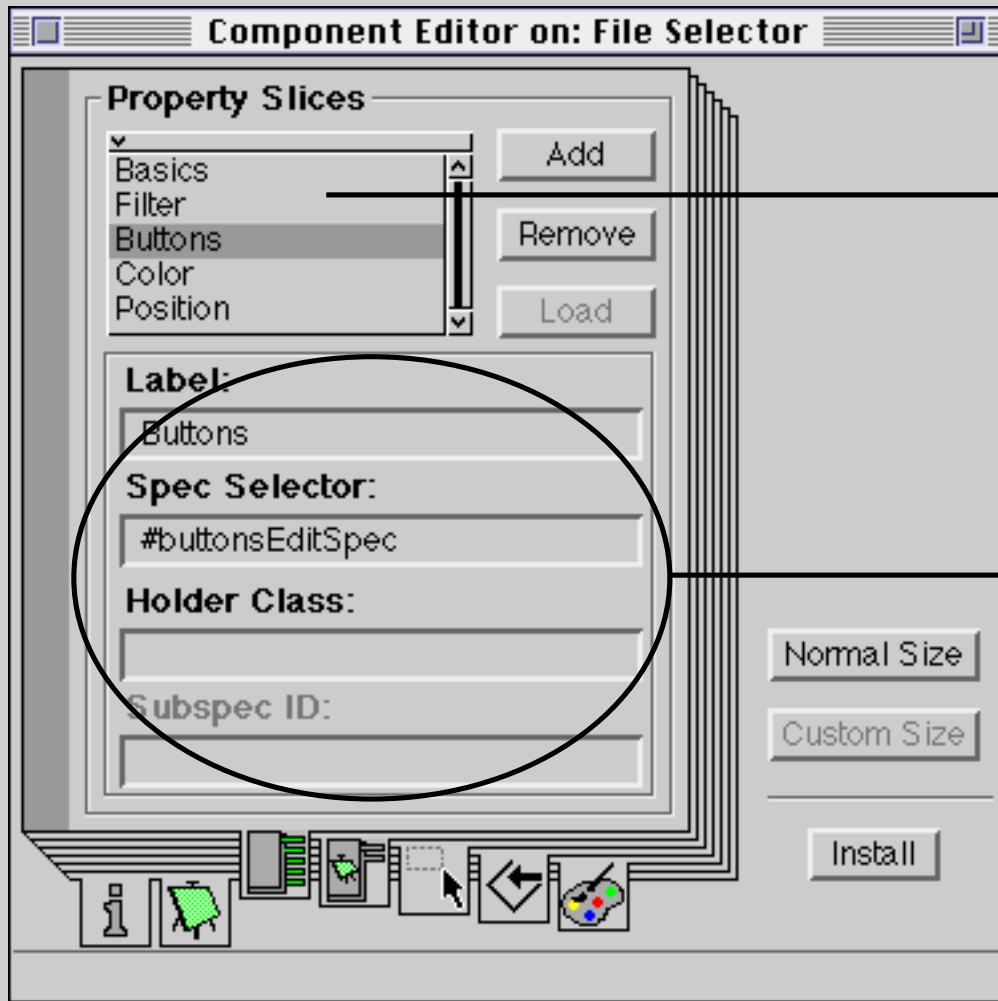 Component Editor on: File Selector
Property Slices
Basics
Filter
Buttons
Color
Position
Add
Remove
Load
Label:
Buttons
Spec Selector:
#buttonsEditSpec
Holder Class:
Subspec ID:
Normal Size
Custom Size
Install
i